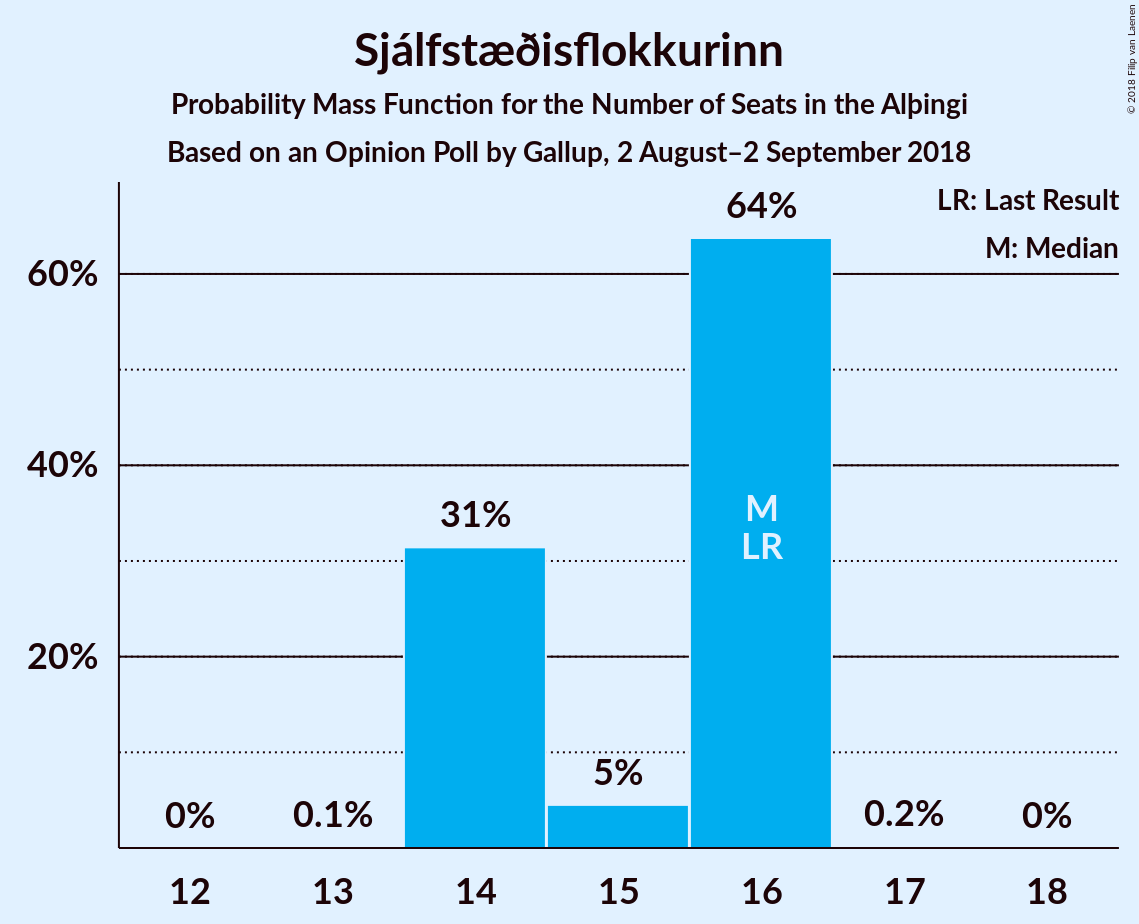 Sjálfstæðisflokkurinn
Probability Mass Function for the Number of Seats in the Alþingi
Based on an Opinion Poll by Gallup, 2 August–2 September 2018
© 2018 Filip van Laenen
LR: Last Result
M: Median
60%
40%
20%
0%
0.1%
31%
5%
64%
0.2%
0%
M
LR
12
13
14
15
16
17
18